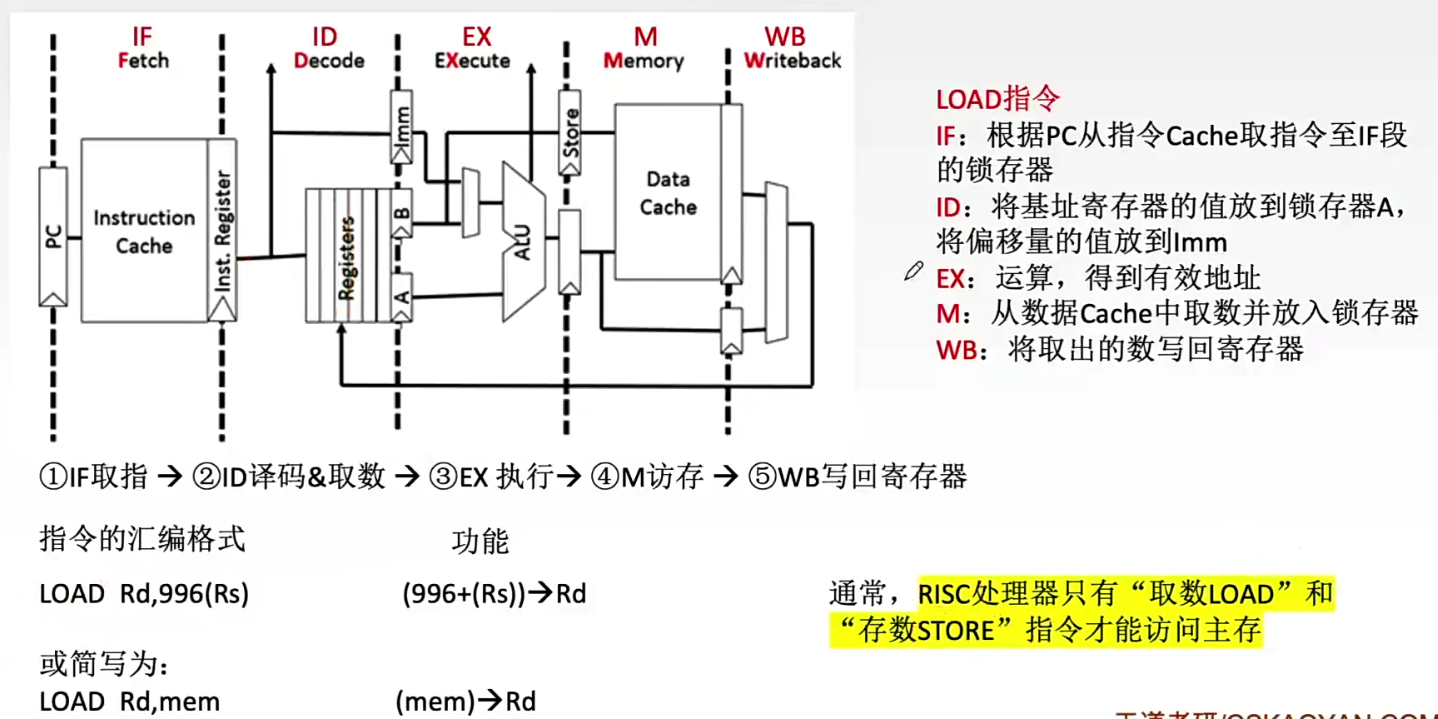 IF
Fetch
ID
Decode
EX
EXecute
M
Memory
WB
Writeback
PC
Instruction
Cache
Inst. Register
Registers
Imm
B
A
ALU
Store
Data
Cache
LOAD指令
IF：根据PC从指令Cache取指令至IF段
的锁存器
ID：将基址寄存器的值放到锁存器A，
将偏移量的值放到Imm
EX：运算，得到有效地址
M：从数据Cache中取数并放入锁存器
WB：将取出的数写回寄存器
①IF取指 → ②ID译码&取数 → ③EX 执行→ ④M访存 → ⑤WB写回寄存器
指令的汇编格式 功能
LOAD Rd,996(Rs) (996+(Rs))→Rd
或简写为：
LOAD Rd,mem (mem)→Rd
通常，RISC处理器只有“取数LOAD”和
“存数STORE”指令才能访问主存